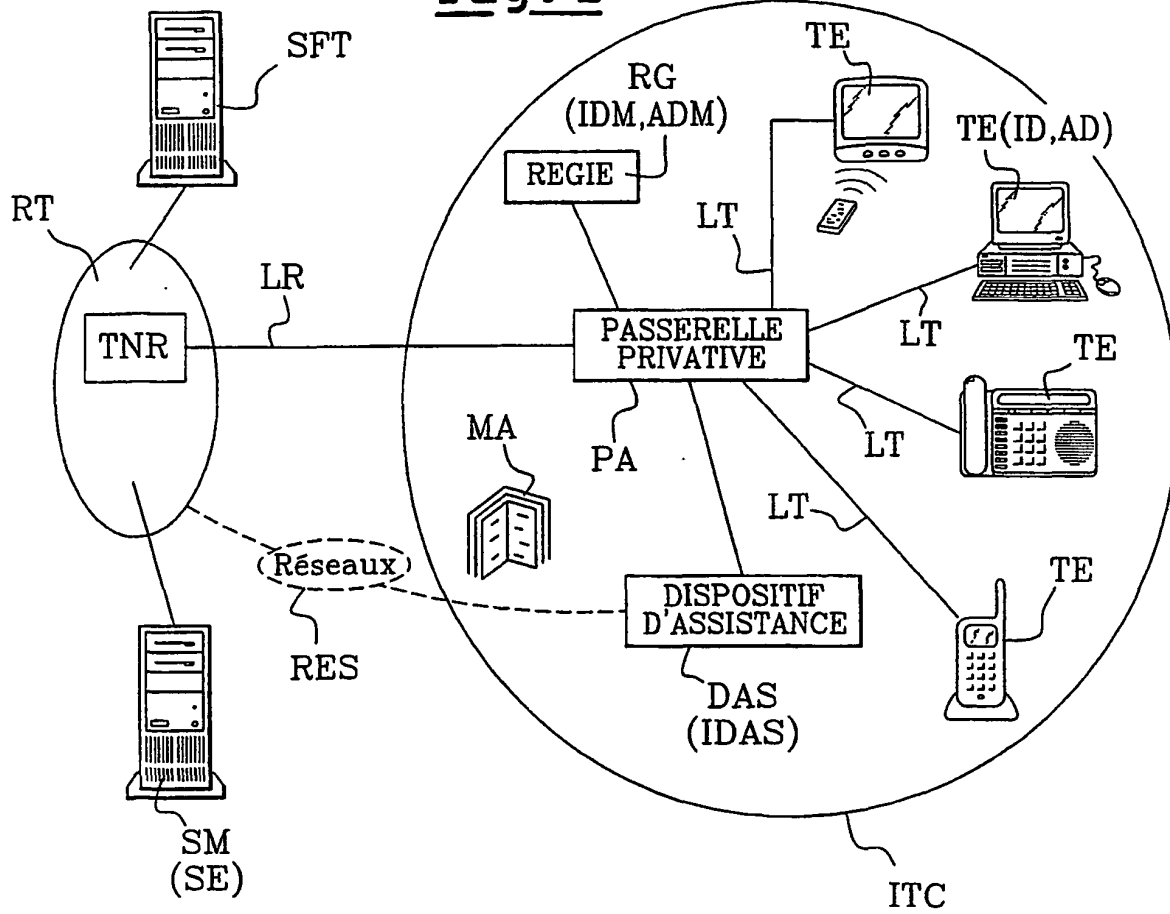 SFT
TE
RG
(IDM,ADM)
TE(ID,AD)
REGIE
RT
LT
LR
TNR
PASSERELLE
PRIVATIVE
LT
TE
MA
PA
LT
LT
Réseaux
TE
DISPOSITIF
D'ASSISTANCE
RES
DAS
(IDAS)
SM
(SE)
ITC